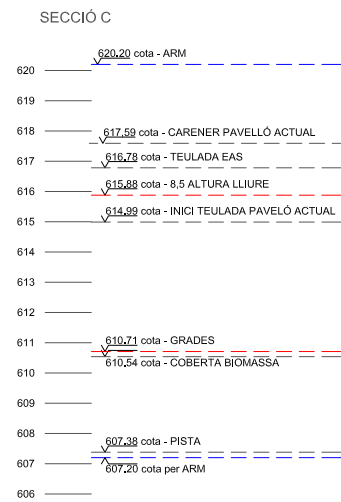 SECCIÓ C
620.20 cota - ARM
620
619
618
617.59 cota - CARENER PAVELLÓ ACTUAL
617
616.78 cota - TEULADA EAS
616
615.88 cota - 8,5 ALTURA LLIURE
614.99 cota - INICI TEULADA PAVELÓ ACTUAL
615
614
613
612
611
610.71 cota - GRADES
610.54 cota - COBERTA BIOMASSA
610
609
608
607.38 cota - PISTA
607
607.20 cota per ARM
606